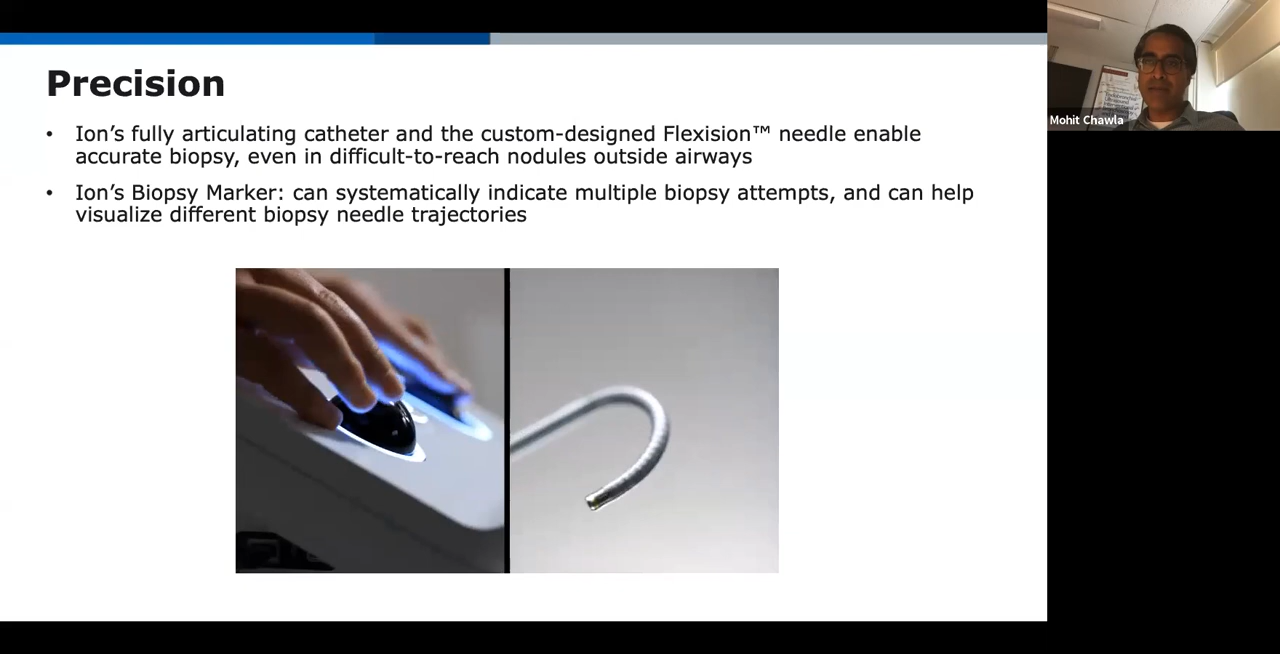 Precision
• Ion’s fully articulating catheter and the custom-designed Flexision™ needle enable
accurate biopsy, even in difficult-to-reach nodules outside airways
• Ion’s Biopsy Marker: can systematically indicate multiple biopsy attempts, and can help
visualize different biopsy needle trajectories
Mohit Chawla